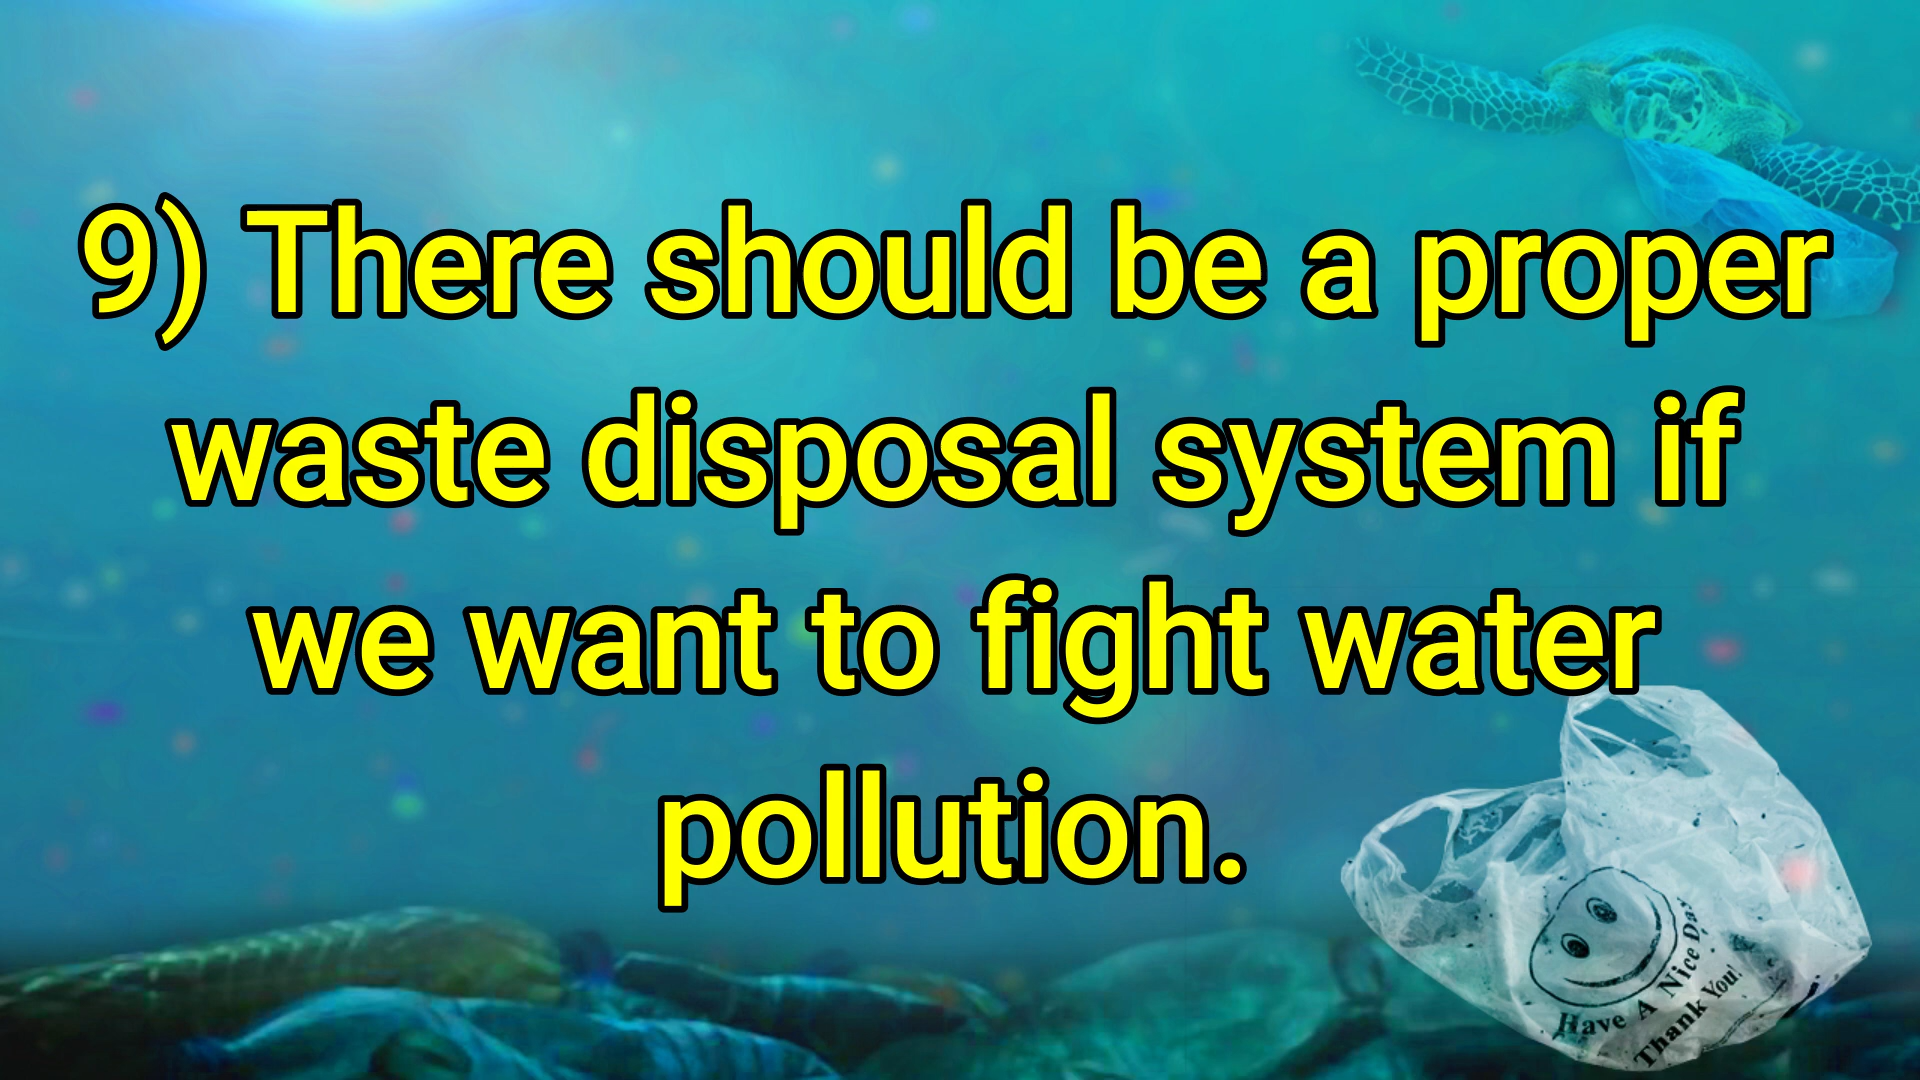 9) There should be a proper
waste disposal system if
we want to fight water
pollution.
Have A Nice Day
Thank You!